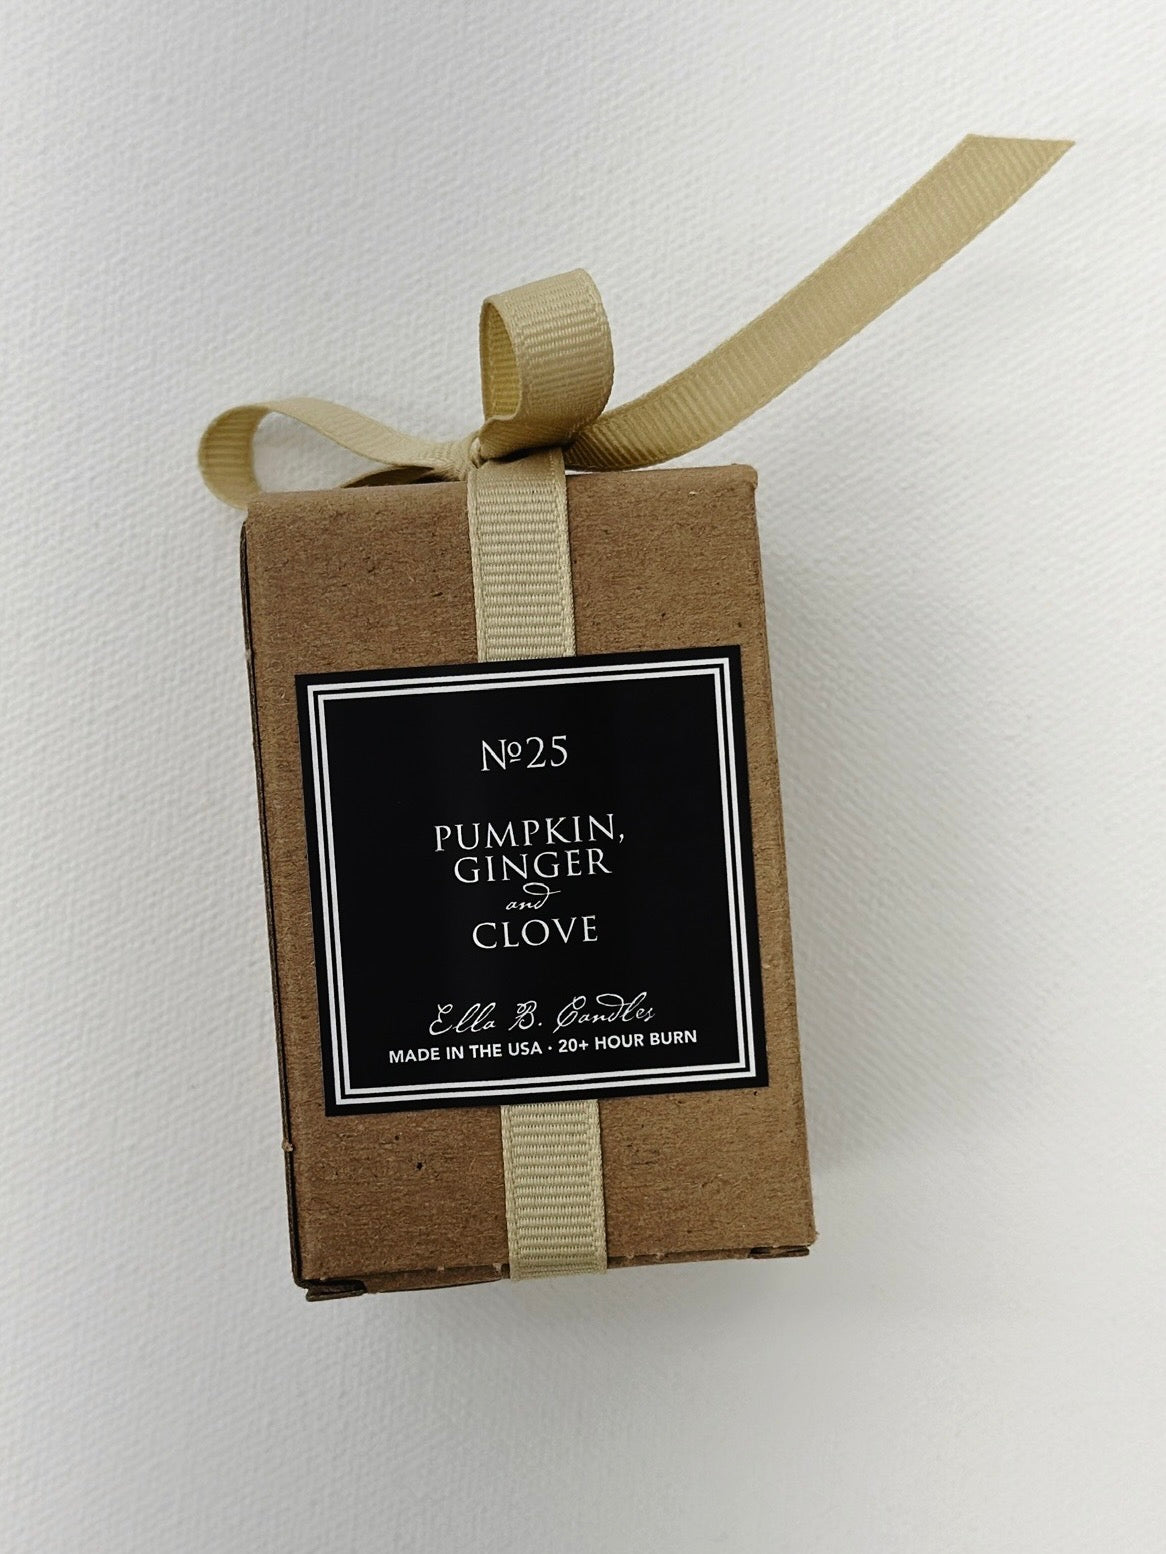 Nº25
PUMPKIN,
GINGER
and
CLOVE
Ella B. Candles
MADE IN THE USA · 20+ HOUR BURN